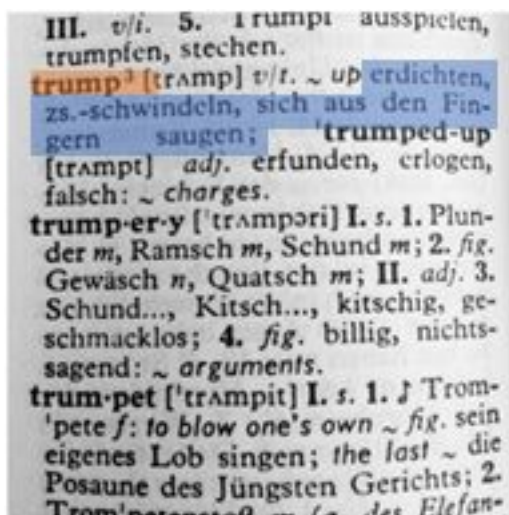 III. v/i. 5. Trumpf ausspielen,
trumpfen, stechen.
trump³ [trʌmp] v/t. ~ up erdichten,
zs.-schwindeln, sich aus den Fin-
gern saugen; 'trumped-up
[trʌmpt] adj. erfunden, erlogen,
falsch: ~ charges.
trump·er·y ['trʌmpəri] I. s. 1. Plun-
der m, Ramsch m, Schund m; 2. fig.
Gewäsch n, Quatsch m; II. adj. 3.
Schund..., Kitsch..., kitschig, ge-
schmacklos; 4. fig. billig, nichts-
sagend: ~ arguments.
trum·pet ['trʌmpit] I. s. 1. ♪ Trom-
'pete f: to blow one's own ~ fig. sein
eigenes Lob singen; the last ~ die
Posaune des Jüngsten Gerichts; 2.
des Elefan-